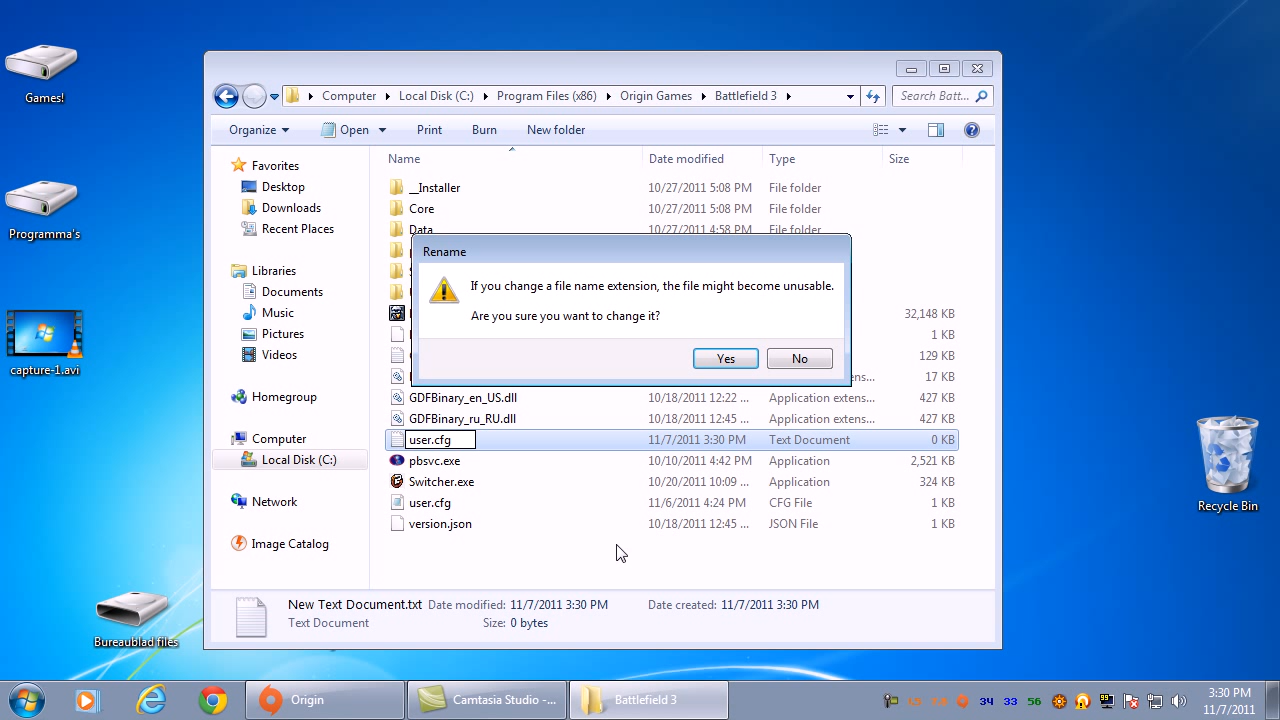 Games!
Programma's
capture-1.avi
Bureaublad files
Recycle Bin
Computer Local Disk (C:) Program Files (x86) Origin Games Battlefield 3
Search Batt...
Organize Open Print Burn New folder
Favorites
Desktop
Downloads
Recent Places
Libraries
Documents
Music
Pictures
Videos
Homegroup
Computer
Local Disk (C:)
Network
Image Catalog
Name Date modified Type Size
__Installer 10/27/2011 5:08 PM File folder
Core 10/27/2011 5:08 PM File folder
Data 10/27/2011 4:58 PM File folder
Rename
If you change a file name extension, the file might become unusable.
Are you sure you want to change it?
Yes No
32,148 KB
1 KB
129 KB
ens... 17 KB
GDFBinary_en_US.dll 10/18/2011 12:22 ... Application extens... 427 KB
GDFBinary_ru_RU.dll 10/18/2011 12:45 ... Application extens... 427 KB
user.cfg 11/7/2011 3:30 PM Text Document 0 KB
pbsvc.exe 10/10/2011 4:42 PM Application 2,521 KB
Switcher.exe 10/20/2011 10:09 ... Application 324 KB
user.cfg 11/6/2011 4:24 PM CFG File 1 KB
version.json 10/18/2011 12:45 ... JSON File 1 KB
New Text Document.txt Date modified: 11/7/2011 3:30 PM Date created: 11/7/2011 3:30 PM
Text Document Size: 0 bytes
Origin
Camtasia Studio -...
Battlefield 3
34 33 56
3:30 PM
11/7/2011